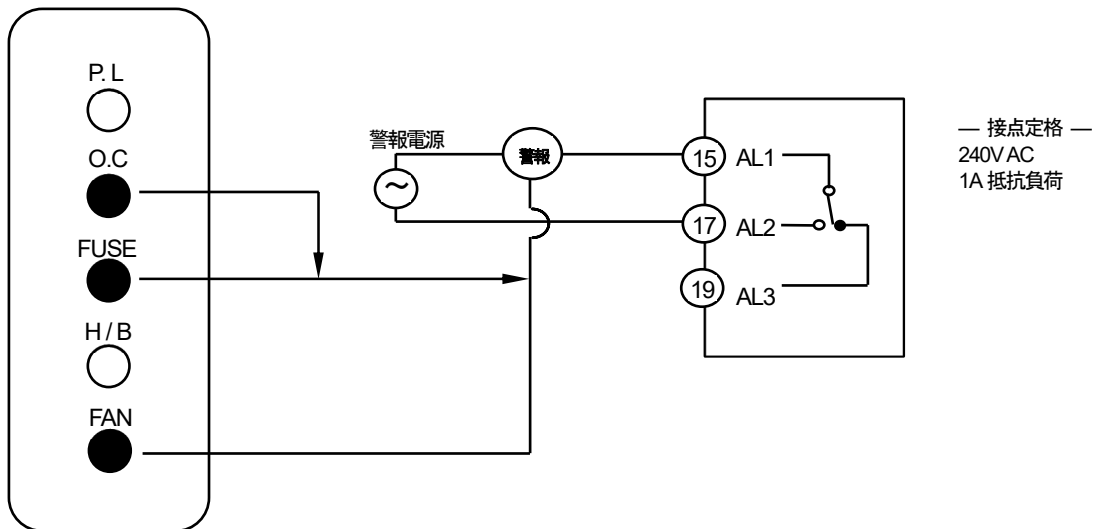 P. L
O.C
FUSE
H / B
FAN
警報電源
警報
~
15 AL1
17 AL2
19 AL3
― 接点定格 ―
240V AC
1A 抵抗負荷